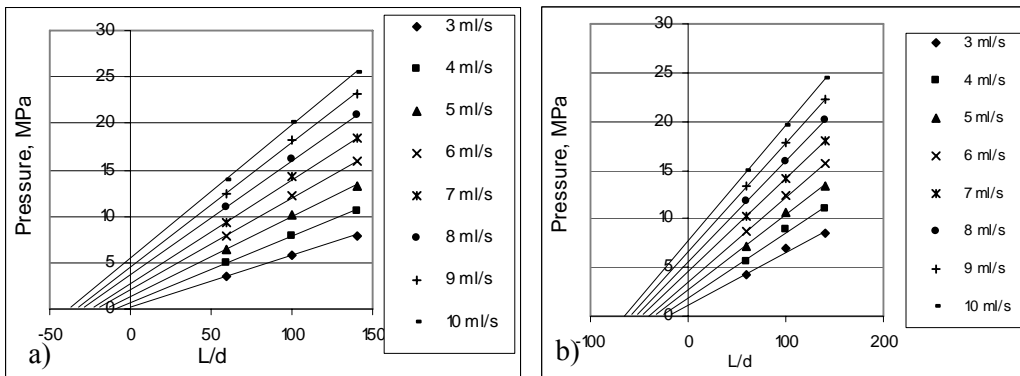 30
25
20
15
10
5
0
Pressure, MPa
-50
0
50
100
150
L/d
a)
3 ml/s
4 ml/s
5 ml/s
6 ml/s
7 ml/s
8 ml/s
9 ml/s
10 ml/s
30
25
20
15
10
5
0
Pressure, MPa
-100
0
100
200
L/d
b)
3 ml/s
4 ml/s
5 ml/s
6 ml/s
7 ml/s
8 ml/s
9 ml/s
10 ml/s